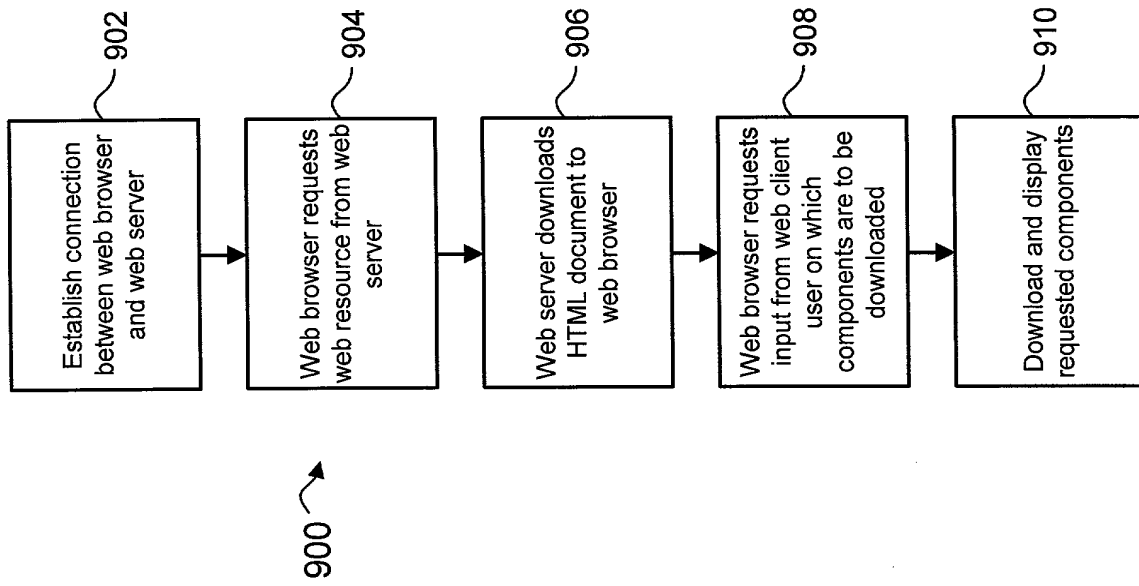 900
Establish connection
between web browser
and web server
902
Web browser requests
web resource from web
server
904
Web server downloads
HTML document to
web browser
906
Web browser requests
input from web client
user on which
components are to be
downloaded
908
Download and display
requested components
910